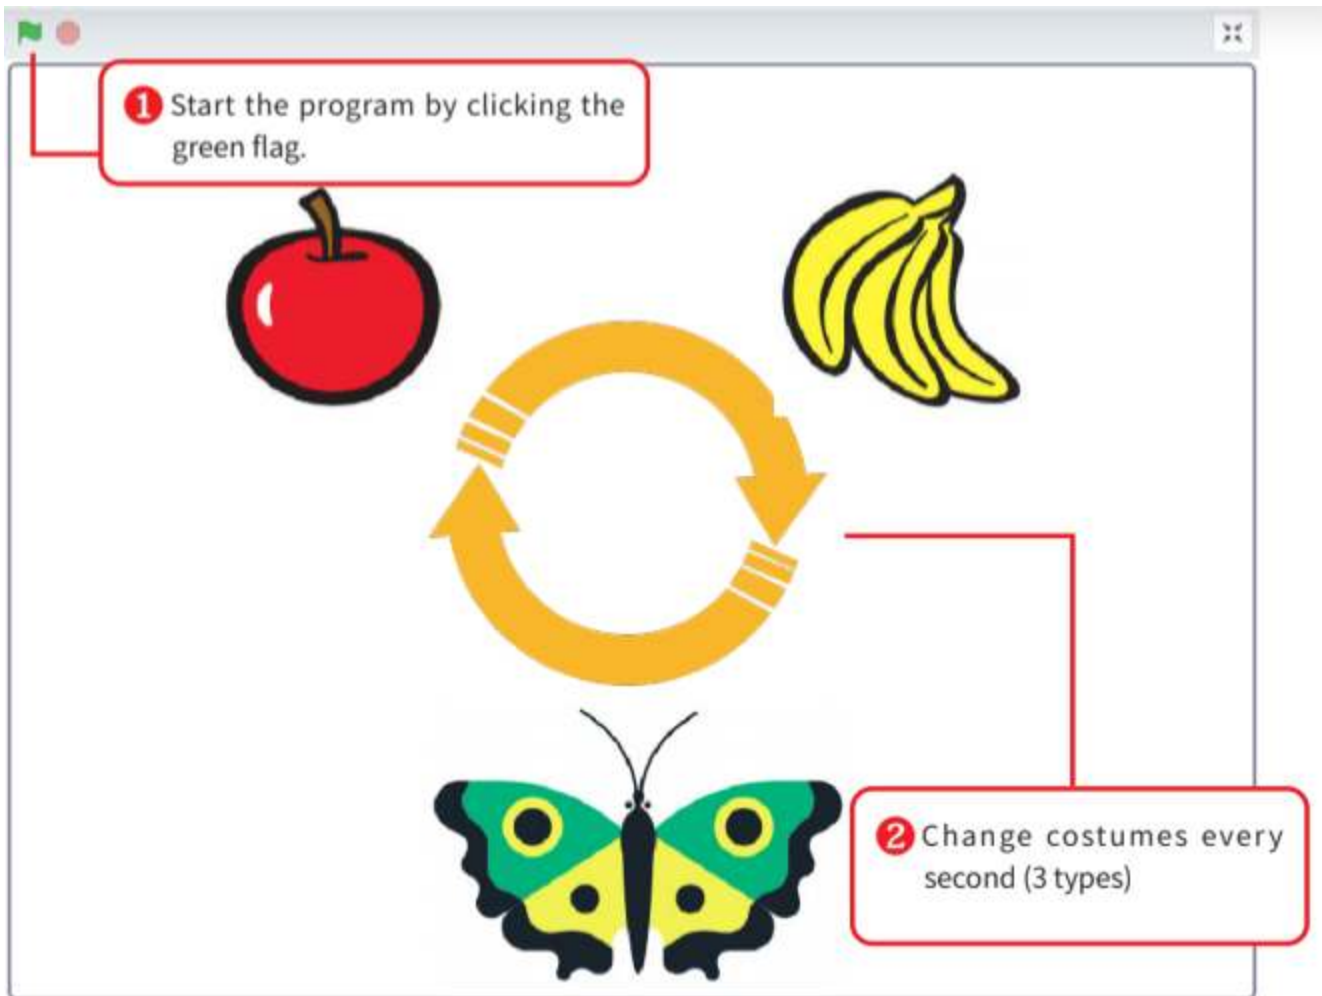 1 Start the program by clicking the
green flag.
2 Change costumes every
second (3 types)